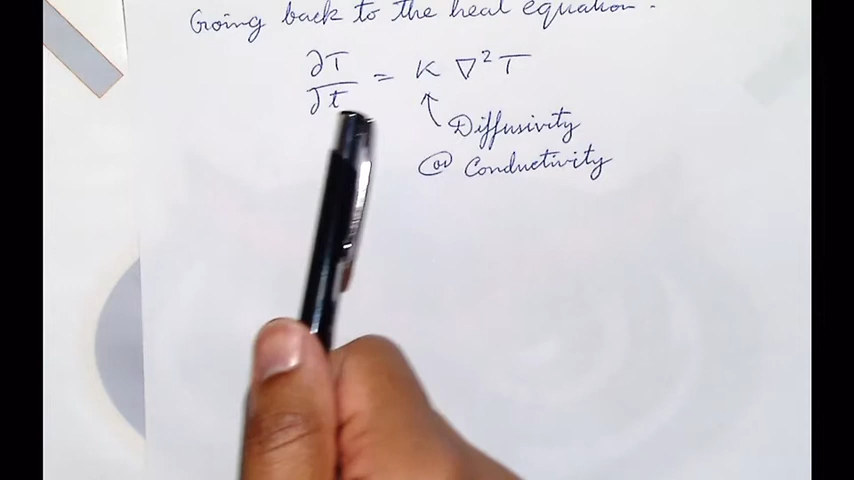 Going back to the heat equation.
∂T/∂t = K ∇²T
↑ Diffusivity
or Conductivity